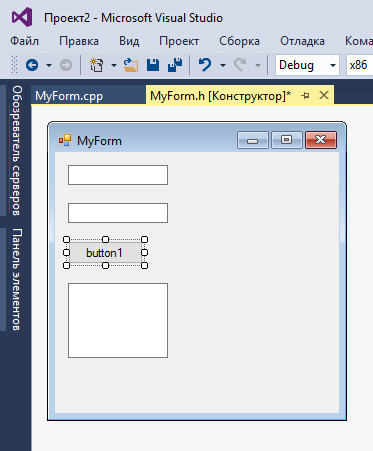 Проект2 - Microsoft Visual Studio
Файл Правка Вид Проект Сборка Отладка
Debug x86
MyForm.cpp MyForm.h [Конструктор]*
Обозреватель серверов
Панель элементов
MyForm
button1